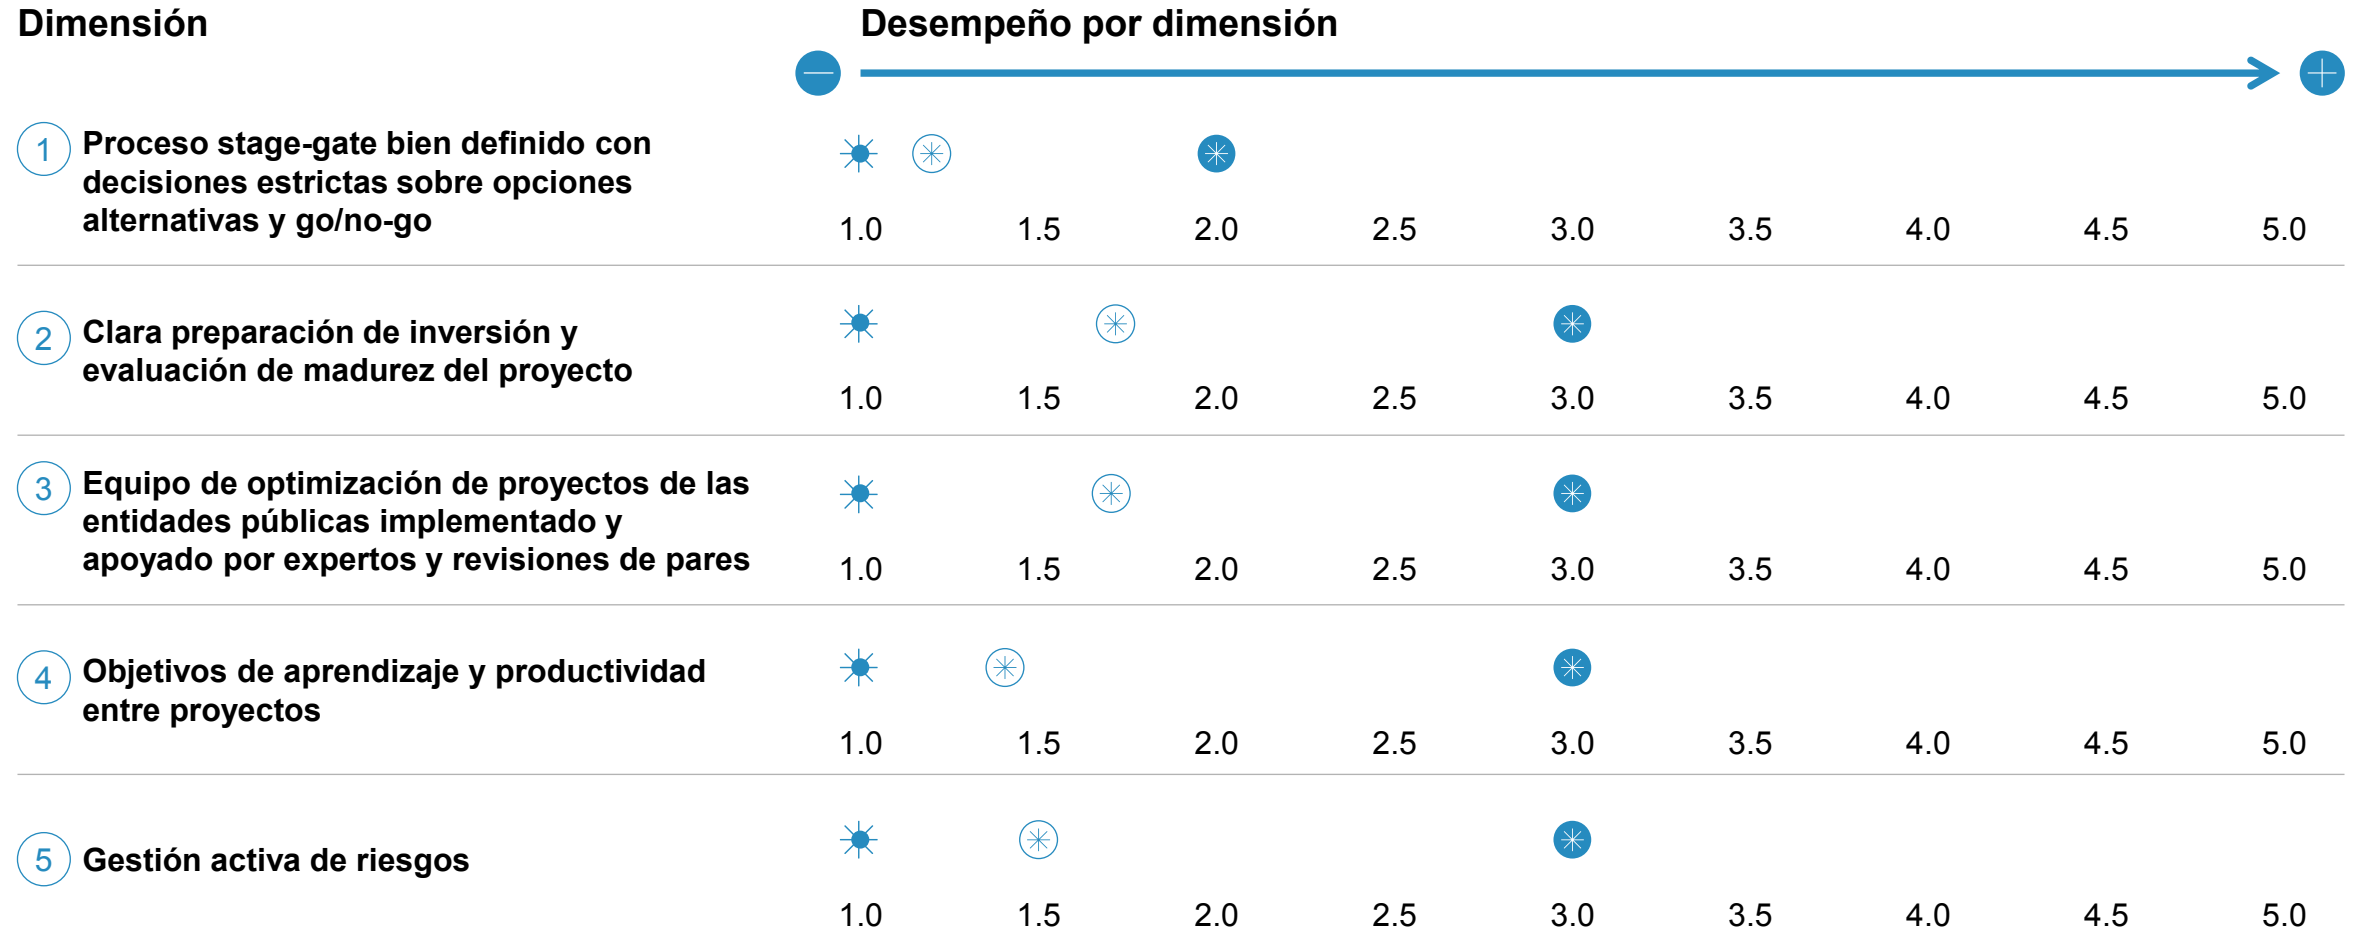 Dimensión
Desempeño por dimensión
1
Proceso stage-gate bien definido con
decisiones estrictas sobre opciones
alternativas y go/no-go
1.0 1.5 2.0 2.5 3.0 3.5 4.0 4.5 5.0
2
Clara preparación de inversión y
evaluación de madurez del proyecto
1.0 1.5 2.0 2.5 3.0 3.5 4.0 4.5 5.0
3
Equipo de optimización de proyectos de las
entidades públicas implementado y
apoyado por expertos y revisiones de pares
1.0 1.5 2.0 2.5 3.0 3.5 4.0 4.5 5.0
4
Objetivos de aprendizaje y productividad
entre proyectos
1.0 1.5 2.0 2.5 3.0 3.5 4.0 4.5 5.0
5
Gestión activa de riesgos
1.0 1.5 2.0 2.5 3.0 3.5 4.0 4.5 5.0